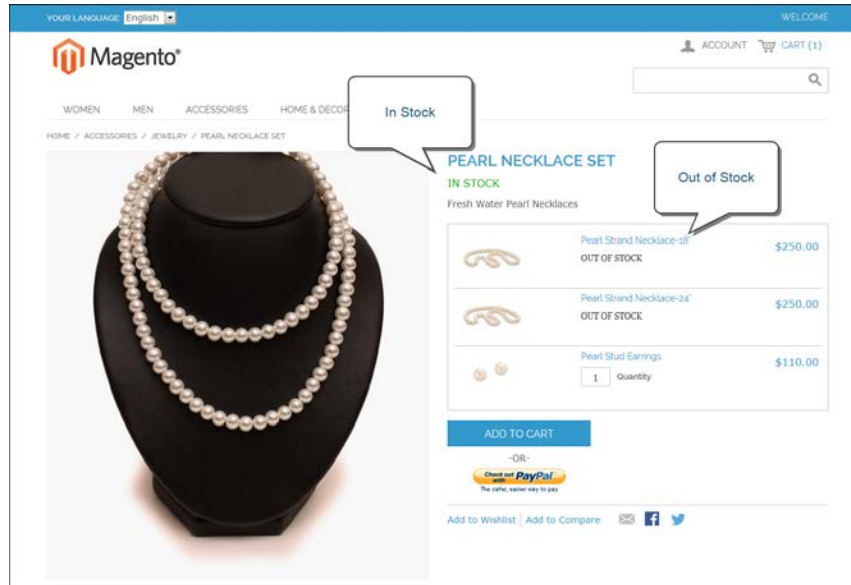 YOUR LANGUAGE: English
WELCOME
Magento®
ACCOUNT CART (1)
WOMEN MEN ACCESSORIES HOME & DECOR
In Stock
HOME / ACCESSORIES / JEWELRY / PEARL NECKLACE SET
PEARL NECKLACE SET
IN STOCK
Out of Stock
Fresh Water Pearl Necklaces
Pearl Strand Necklace-18" $250.00
OUT OF STOCK
Pearl Strand Necklace-24" $250.00
OUT OF STOCK
Pearl Stud Earrings $110.00
1 Quantity
ADD TO CART
-OR-
Check out with PayPal
The safer, easier way to pay
Add to Wishlist Add to Compare